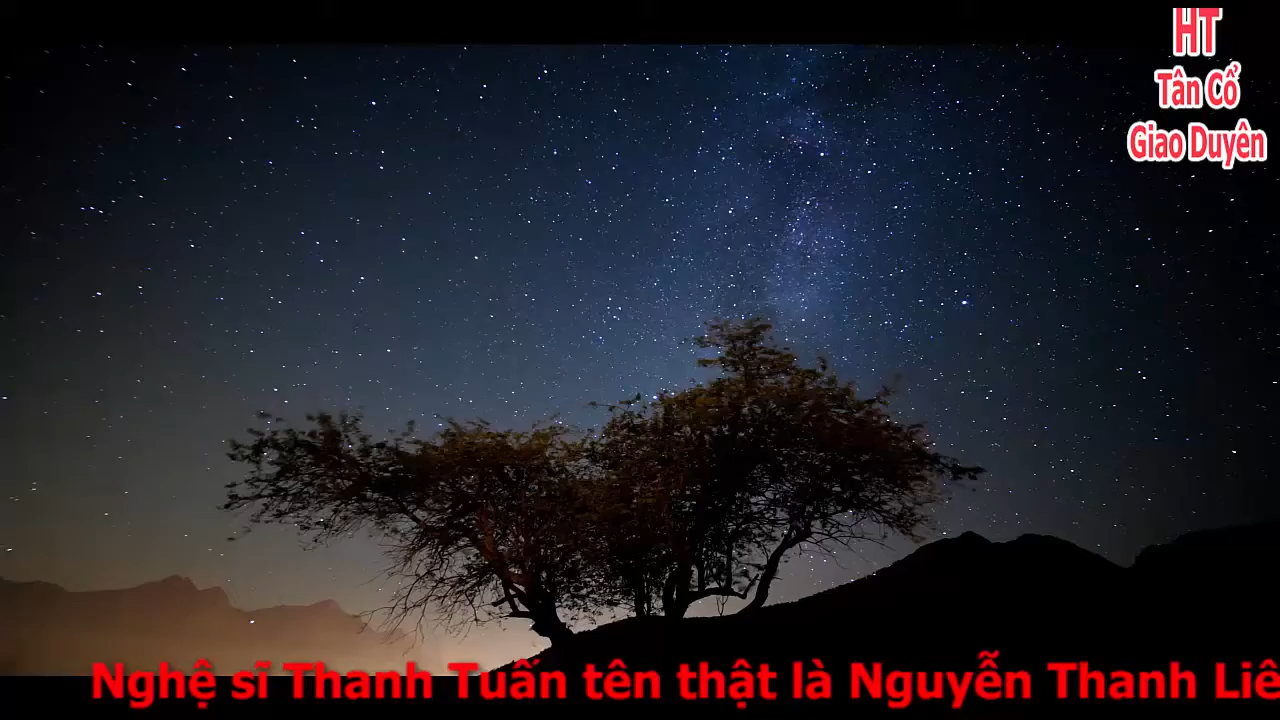 HT
Tân Cổ
Giao Duyên
Nghệ sĩ Thanh Tuấn tên thật là Nguyễn Thanh Liê